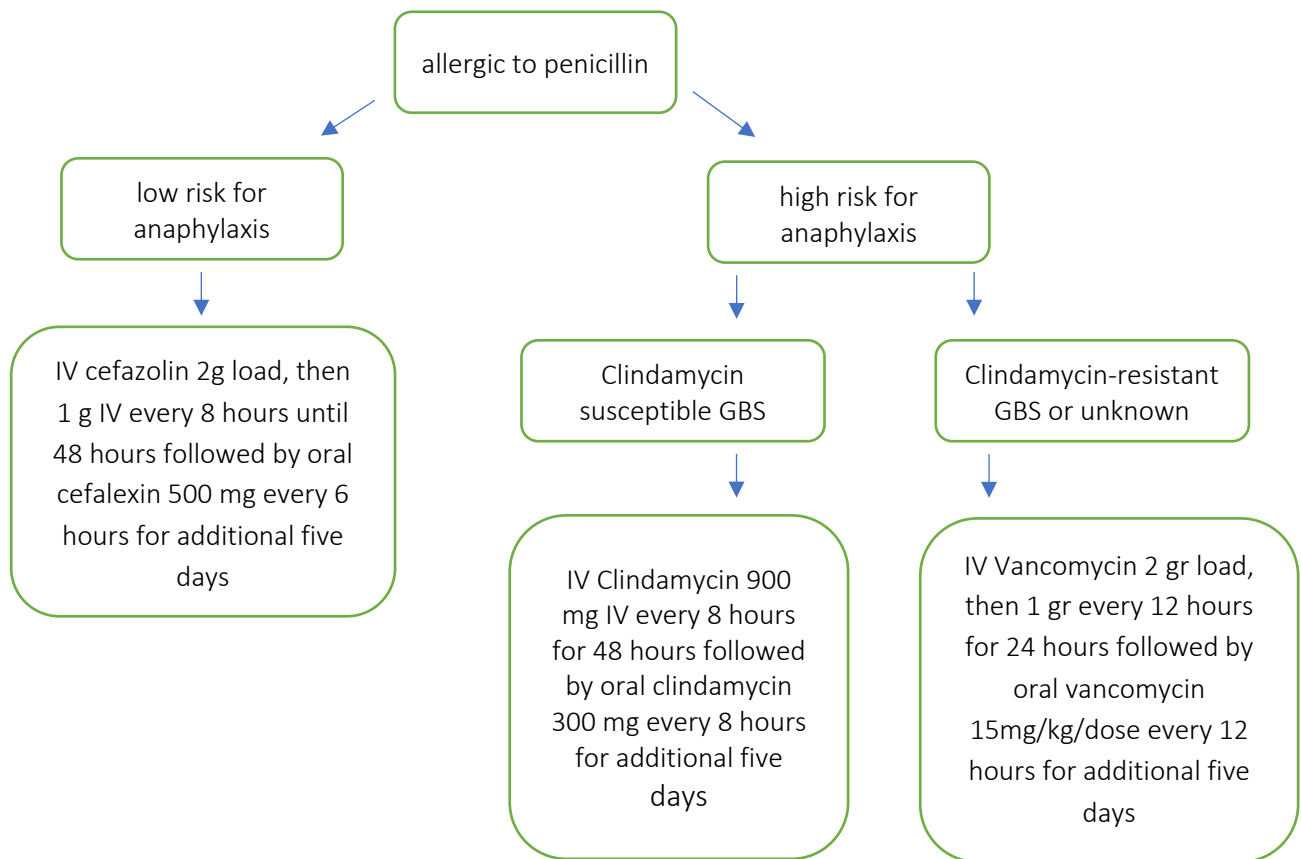 allergic to penicillin
low risk for
anaphylaxis
high risk for
anaphylaxis
IV cefazolin 2g load, then
1 g IV every 8 hours until
48 hours followed by oral
cefalexin 500 mg every 6
hours for additional five
days
Clindamycin
susceptible GBS
Clindamycin-resistant
GBS or unknown
IV Clindamycin 900
mg IV every 8 hours
for 48 hours followed
by oral clindamycin
300 mg every 8 hours
for additional five
days
IV Vancomycin 2 gr load,
then 1 gr every 12 hours
for 24 hours followed by
oral vancomycin
15mg/kg/dose every 12
hours for additional five
days